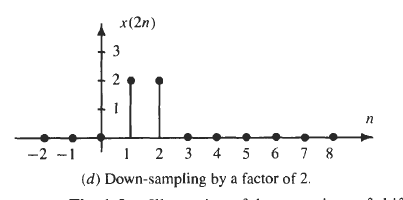 x(2n)
3
2
1
n
−2 −1 1 2 3 4 5 6 7 8
(d) Down-sampling by a factor of 2.